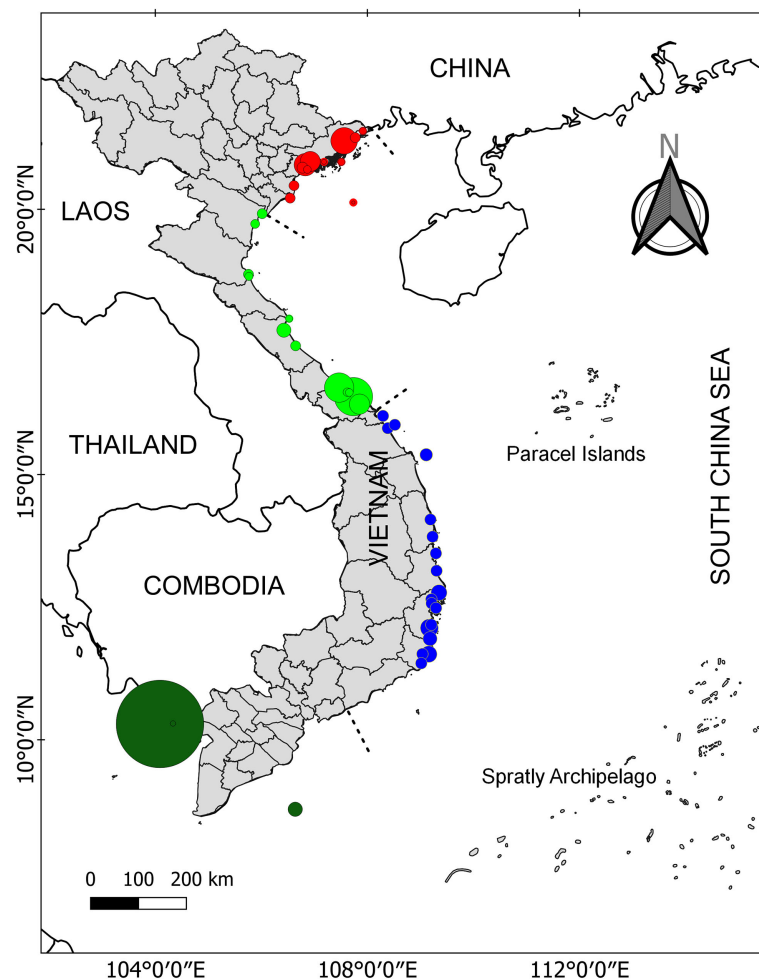 CHINA
N
20°0′0″N
LAOS
THAILAND
15°0′0″N
Paracel Islands
VIETNAM
SOUTH CHINA SEA
COMBODIA
10°0′0″N
Spratly Archipelago
0 100 200 km
104°0′0″E 108°0′0″E 112°0′0″E